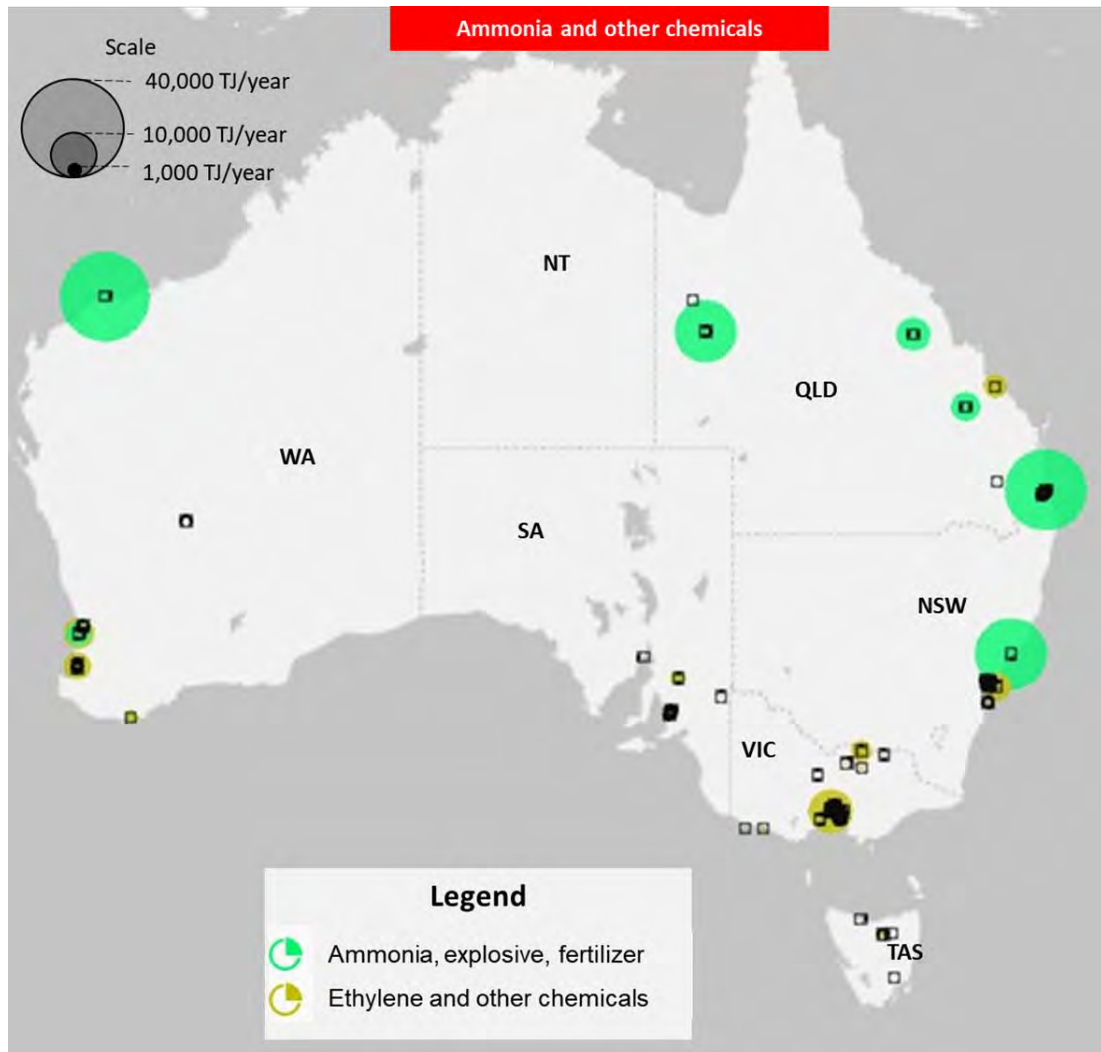 Ammonia and other chemicals
Scale
40,000 TJ/year
10,000 TJ/year
1,000 TJ/year
NT
QLD
WA
SA
NSW
VIC
TAS
Legend
Ammonia, explosive, fertilizer
Ethylene and other chemicals